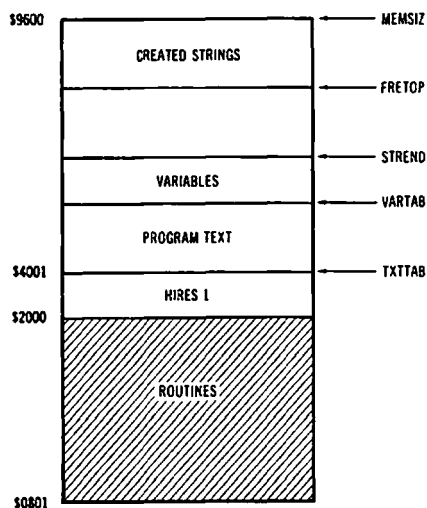 $9600
MEMSIZ
CREATED STRINGS
FRETOP
STREND
VARIABLES
VARTAB
PROGRAM TEXT
$4001
TXTTAB
HIRES 1
$2000
ROUTINES
$0801